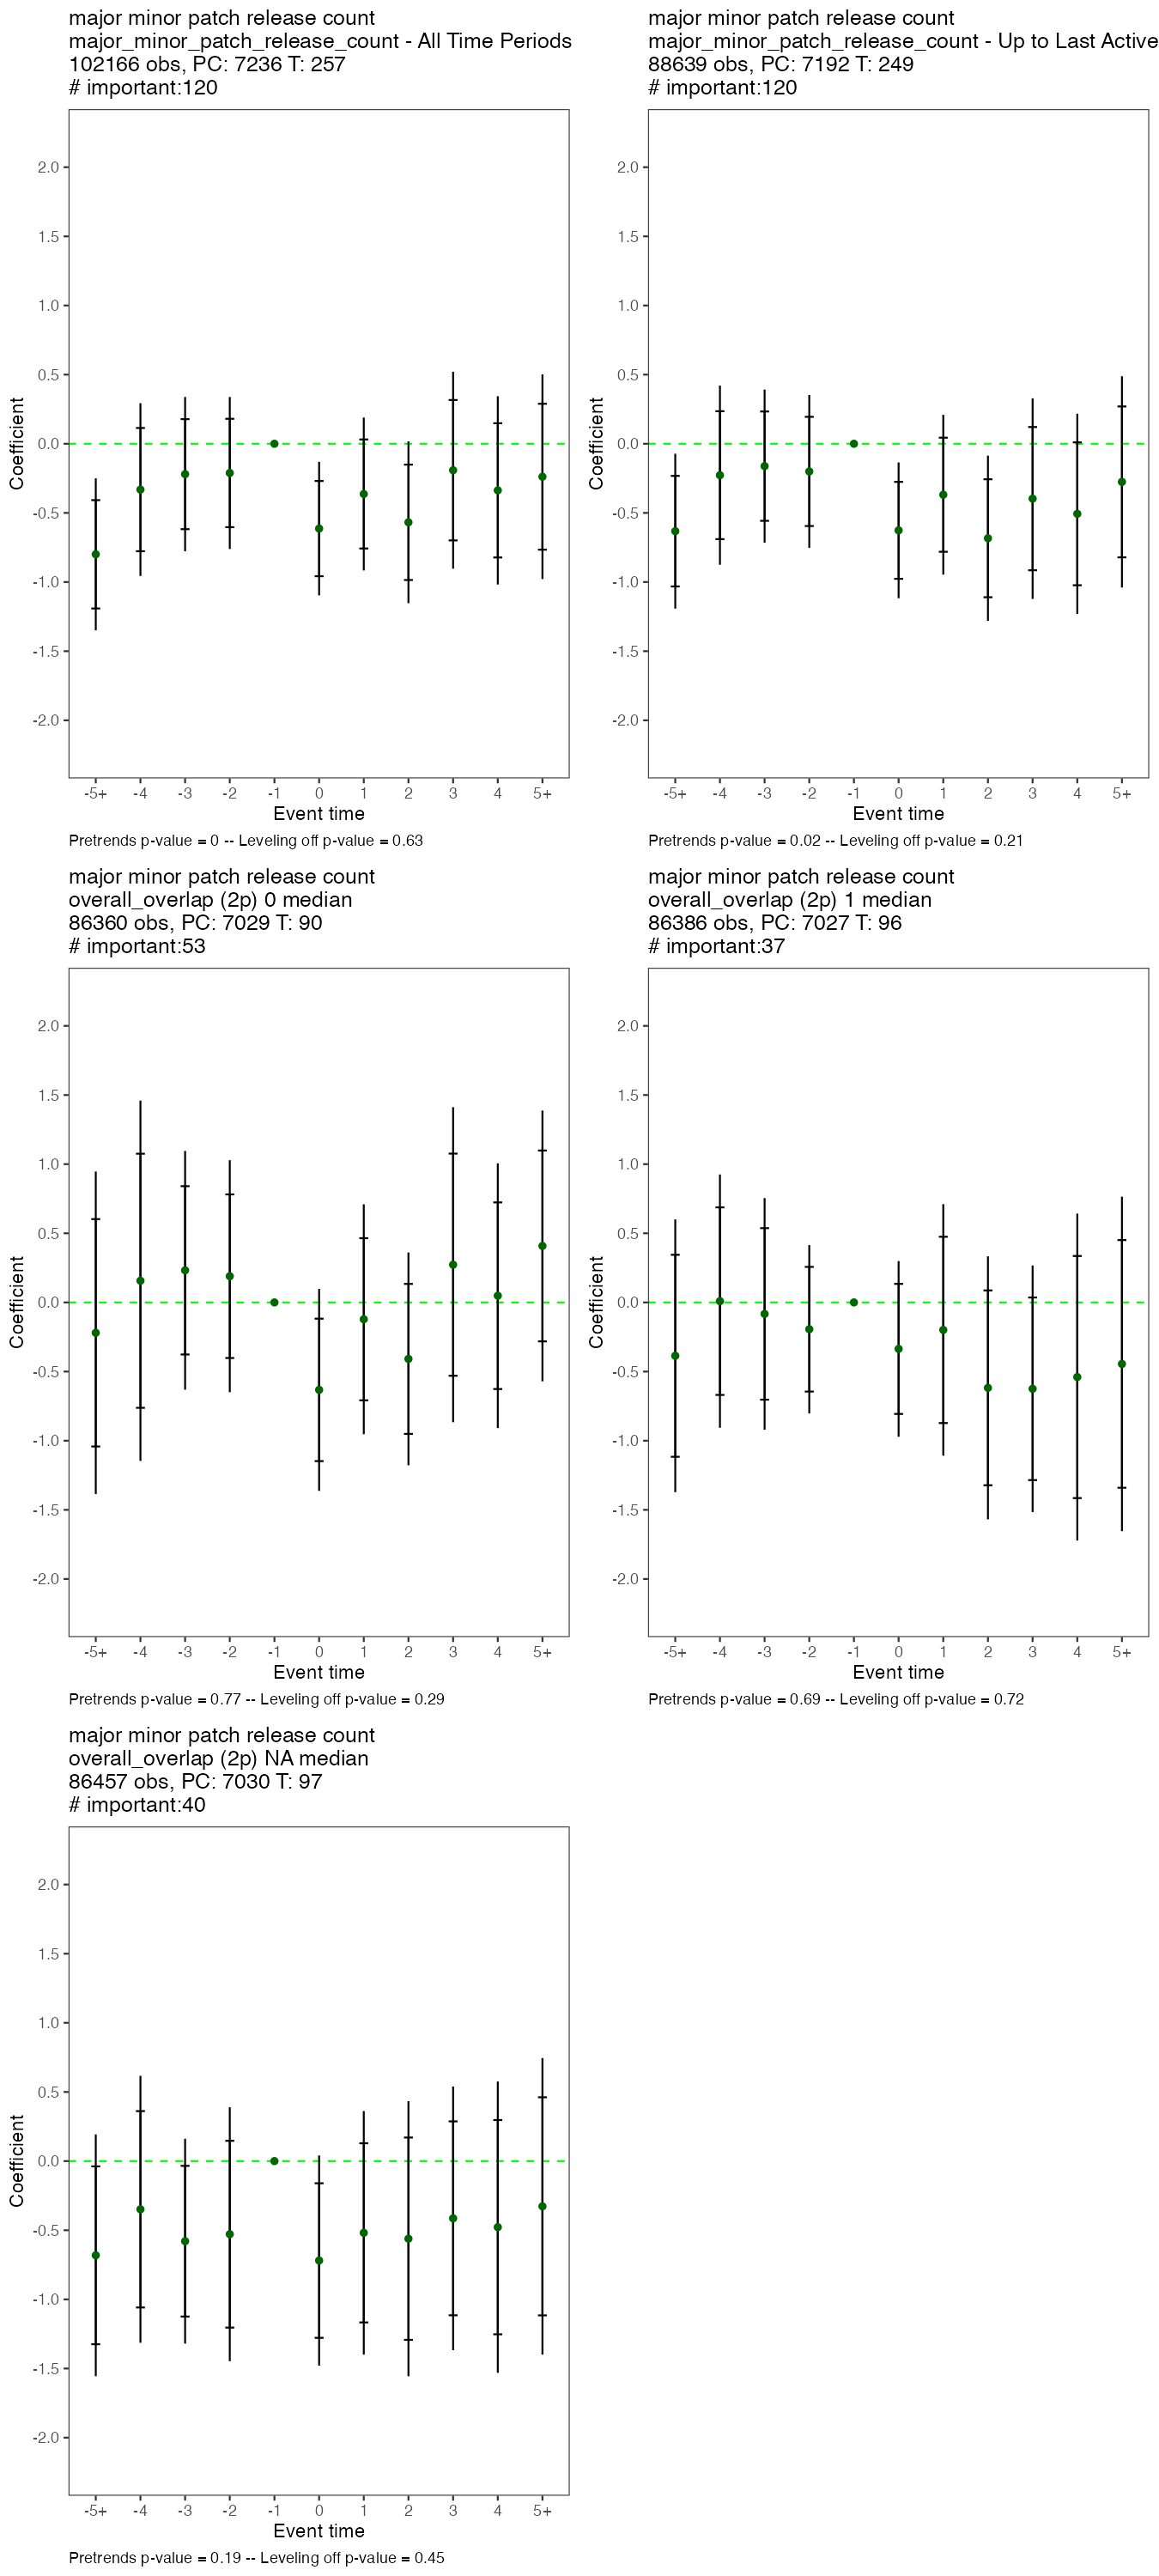 major minor patch release count
major_minor_patch_release_count - All Time Periods
102166 obs, PC: 7236 T: 257
# important:120
2.0
1.5
1.0
0.5
0.0
-0.5
-1.0
-1.5
-2.0
Coefficient
-5+ -4 -3 -2 -1 0 1 2 3 4 5+
Event time
Pretrends p-value = 0 -- Leveling off p-value = 0.63
major minor patch release count
major_minor_patch_release_count - Up to Last Active
88639 obs, PC: 7192 T: 249
# important:120
2.0
1.5
1.0
0.5
0.0
-0.5
-1.0
-1.5
-2.0
Coefficient
-5+ -4 -3 -2 -1 0 1 2 3 4 5+
Event time
Pretrends p-value = 0.02 -- Leveling off p-value = 0.21
major minor patch release count
overall_overlap (2p) 0 median
86360 obs, PC: 7029 T: 90
# important:53
2.0
1.5
1.0
0.5
0.0
-0.5
-1.0
-1.5
-2.0
Coefficient
-5+ -4 -3 -2 -1 0 1 2 3 4 5+
Event time
Pretrends p-value = 0.77 -- Leveling off p-value = 0.29
major minor patch release count
overall_overlap (2p) 1 median
86386 obs, PC: 7027 T: 96
# important:37
2.0
1.5
1.0
0.5
0.0
-0.5
-1.0
-1.5
-2.0
Coefficient
-5+ -4 -3 -2 -1 0 1 2 3 4 5+
Event time
Pretrends p-value = 0.69 -- Leveling off p-value = 0.72
major minor patch release count
overall_overlap (2p) NA median
86457 obs, PC: 7030 T: 97
# important:40
2.0
1.5
1.0
0.5
0.0
-0.5
-1.0
-1.5
-2.0
Coefficient
-5+ -4 -3 -2 -1 0 1 2 3 4 5+
Event time
Pretrends p-value = 0.19 -- Leveling off p-value = 0.45